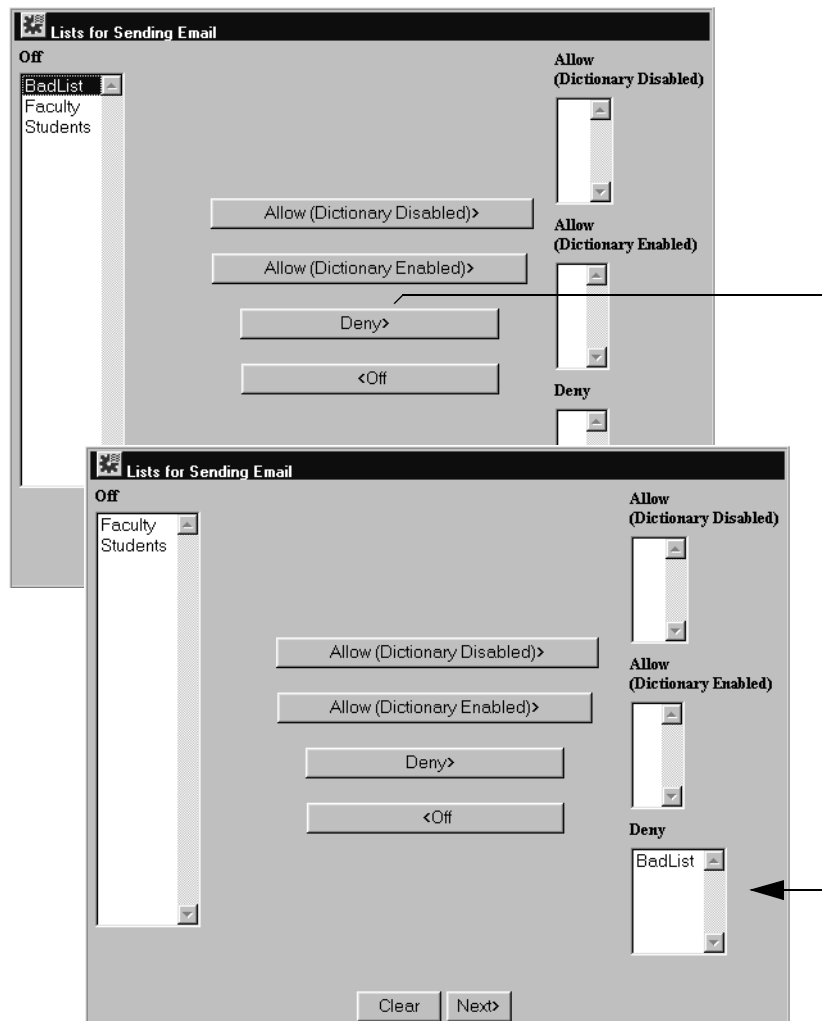 Lists for Sending Email
Off
BadList
Faculty
Students
Allow
(Dictionary Disabled)
Allow (Dictionary Disabled)>
Allow
(Dictionary Enabled)
Allow (Dictionary Enabled)>
Deny>
<Off
Deny
Lists for Sending Email
Off
Faculty
Students
Allow
(Dictionary Disabled)
Allow (Dictionary Disabled)>
Allow
(Dictionary Enabled)
Allow (Dictionary Enabled)>
Deny>
<Off
Deny
BadList
Clear
Next>